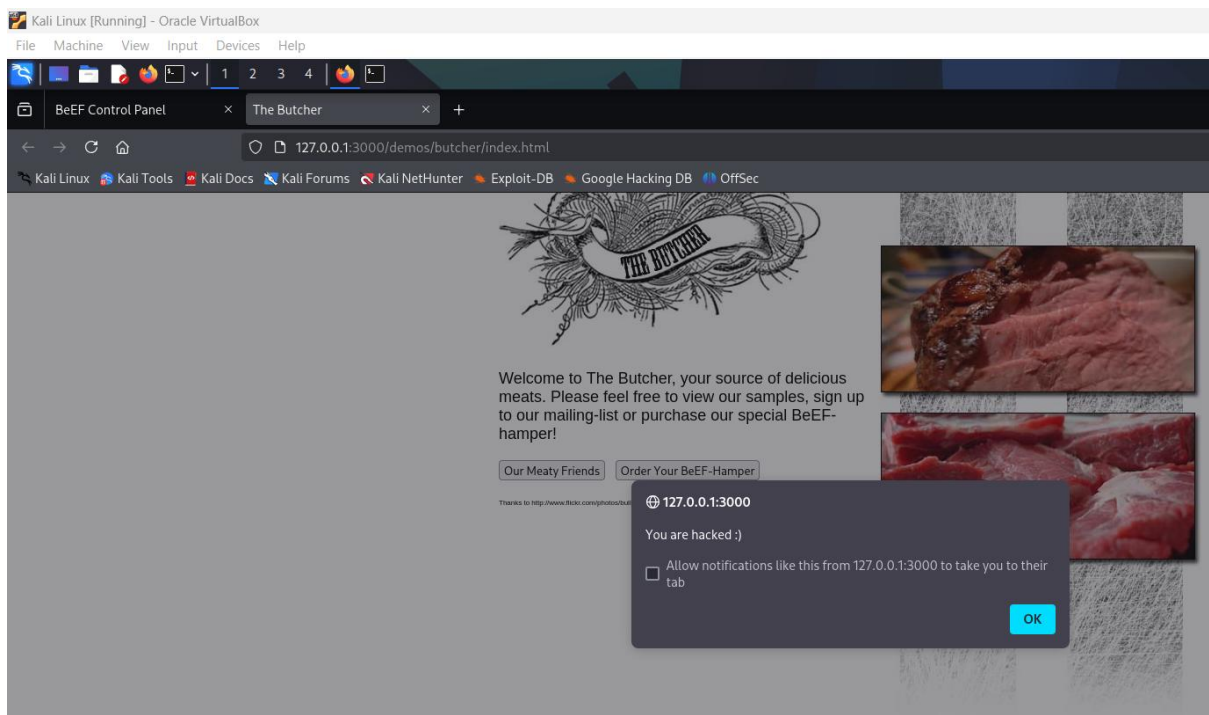 Kali Linux [Running] - Oracle VirtualBox
File Machine View Input Devices Help
1 2 3 4
BeEF Control Panel
The Butcher
127.0.0.1:3000/demos/butcher/index.html
Kali Linux Kali Tools Kali Docs Kali Forums Kali NetHunter Exploit-DB Google Hacking DB OffSec
THE BUTCHER
Welcome to The Butcher, your source of delicious
meats. Please feel free to view our samples, sign up
to our mailing-list or purchase our special BeEF-
hamper!
Our Meaty Friends Order Your BeEF-Hamper
Thanks to
127.0.0.1:3000
You are hacked :)
Allow notifications like this from 127.0.0.1:3000 to take you to their
tab
OK